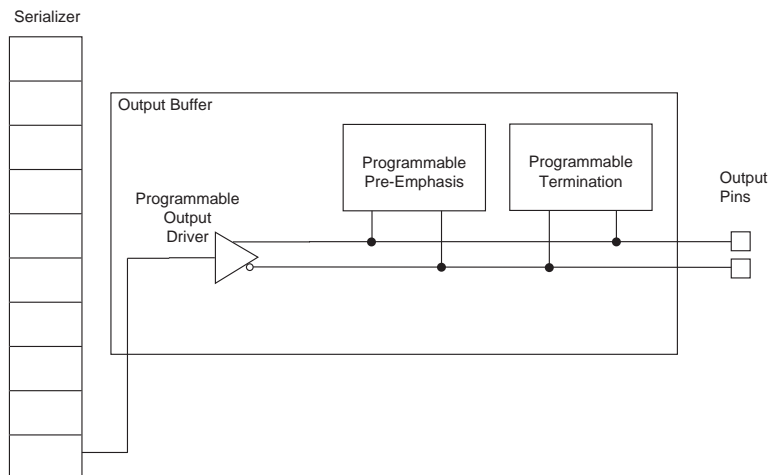 Serializer
Output Buffer
Programmable
Pre-Emphasis
Programmable
Termination
Programmable
Output
Driver
Output
Pins